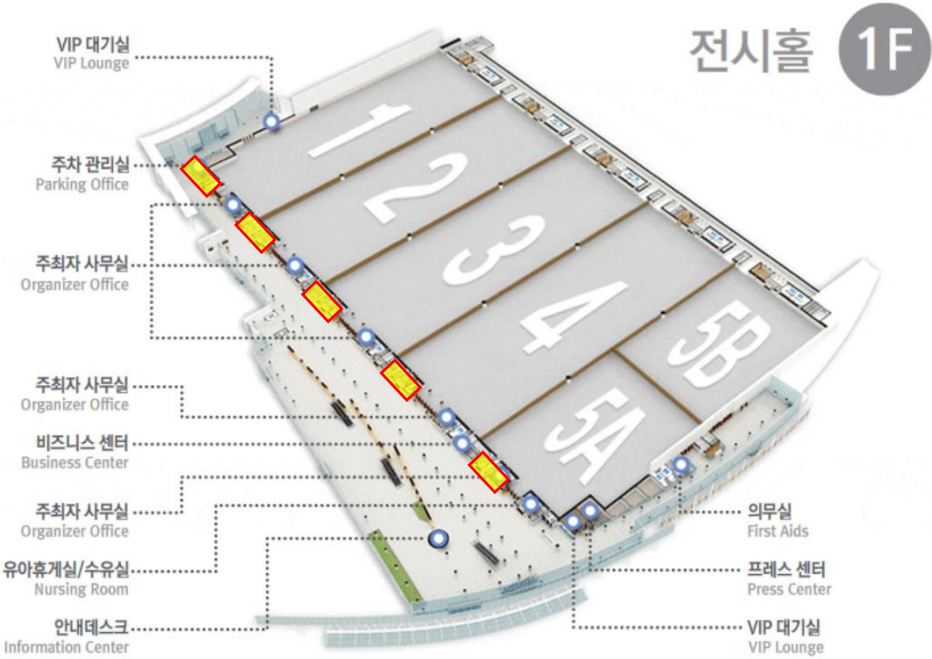 전시홀 1F
VIP 대기실
VIP Lounge
주차 관리실
Parking Office
주최자 사무실
Organizer Office
주최자 사무실
Organizer Office
비즈니스 센터
Business Center
주최자 사무실
Organizer Office
유아휴게실/수유실
Nursing Room
안내데스크
Information Center
1
2
3
4
5A
5B
의무실
First Aids
프레스 센터
Press Center
VIP 대기실
VIP Lounge